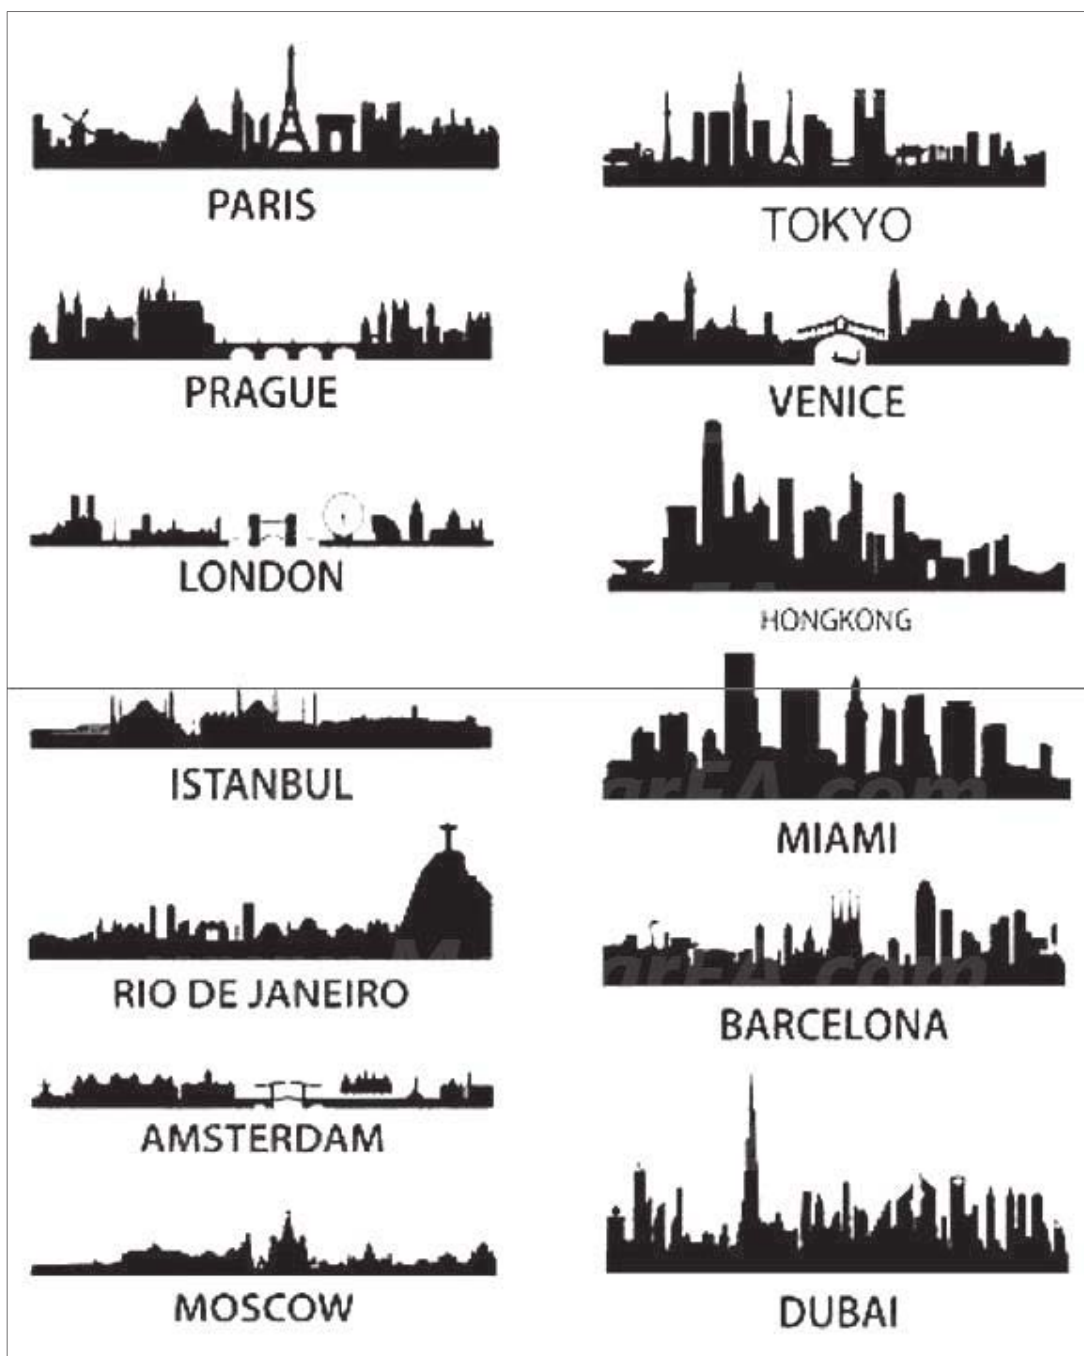 PARIS
TOKYO
PRAGUE
VENICE
LONDON
HONGKONG
ISTANBUL
MIAMI
RIO DE JANEIRO
BARCELONA
AMSTERDAM
MOSCOW
DUBAI